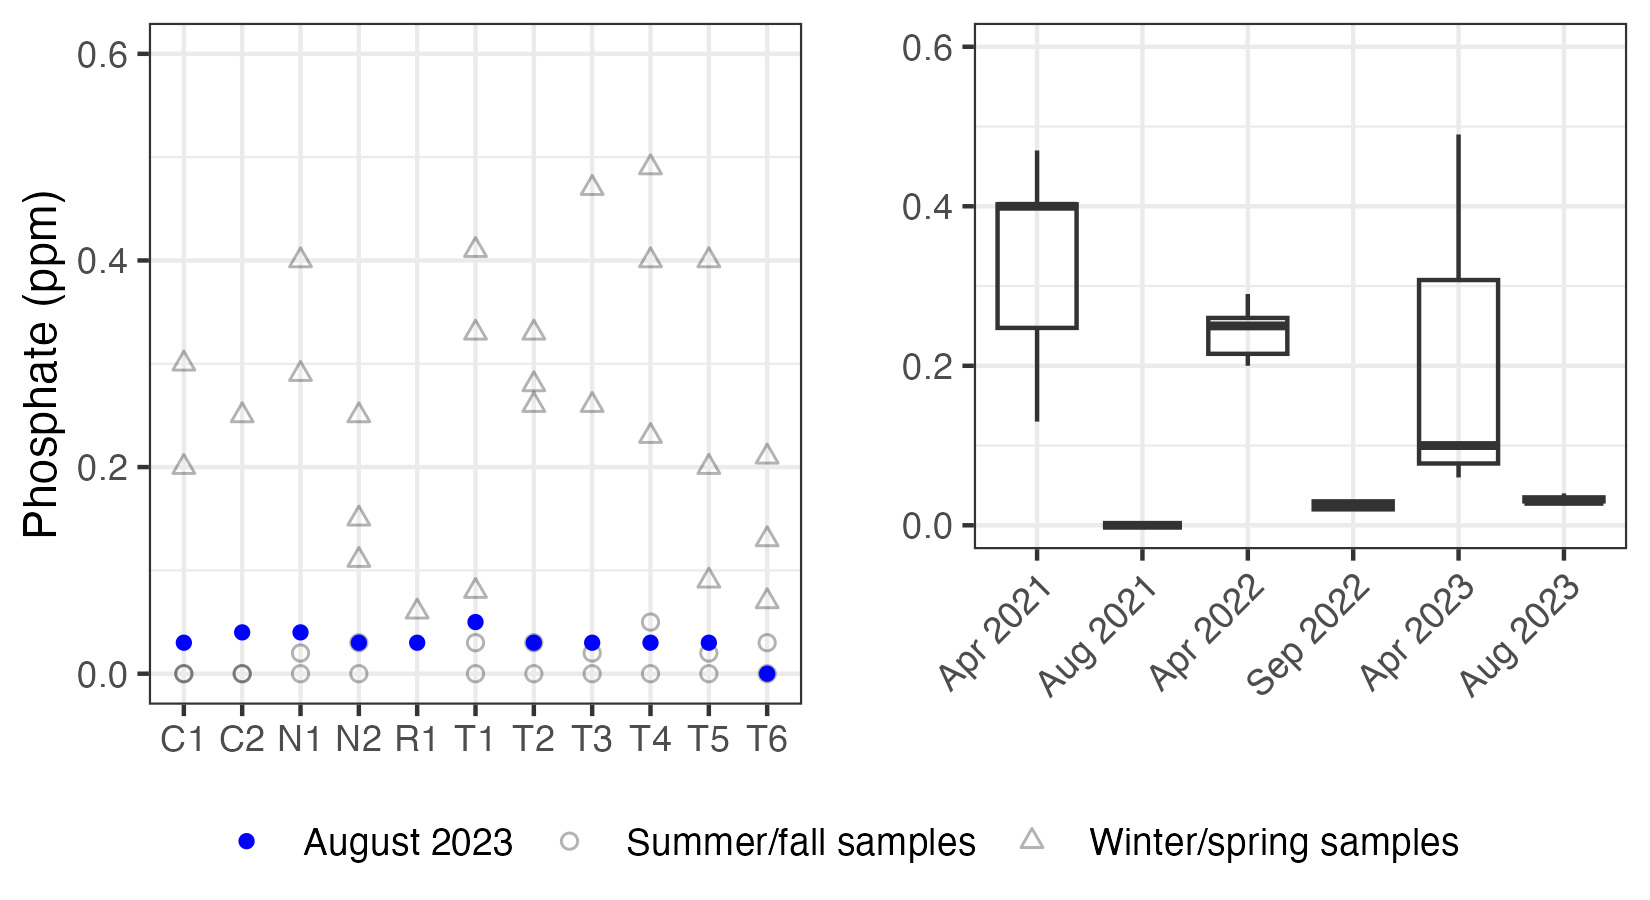 Phosphate (ppm)
0.6
0.4
0.2
0.0
C1 C2 N1 N2 R1 T1 T2 T3 T4 T5 T6
0.6
0.4
0.2
0.0
Apr 2021
Aug 2021
Apr 2022
Sep 2022
Apr 2023
Aug 2023
August 2023 Summer/fall samples Winter/spring samples